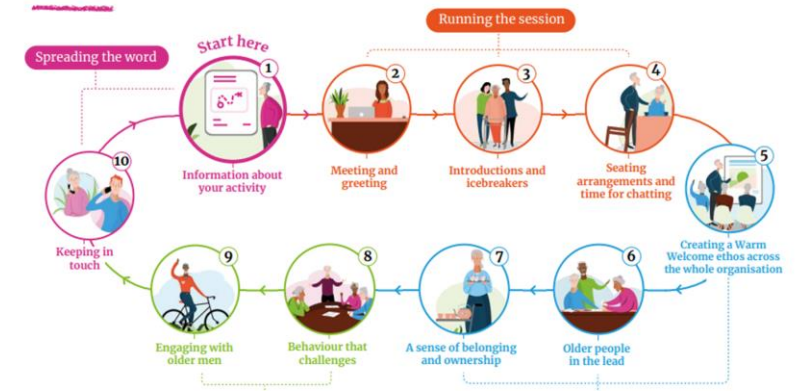 Running the session
Spreading the word
Start here
1
2
3
4
5
Information about
your activity
Meeting and
greeting
Introductions and
icebreakers
Seating
arrangements and
time for chatting
Creating a Warm
Welcome ethos across
the whole organisation
10
9
8
7
6
Keeping in
touch
Engaging with
older men
Behaviour that
challenges
A sense of belonging
and ownership
Older people
in the lead